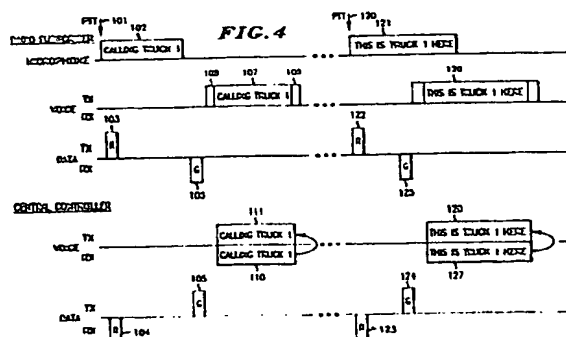 PTT 101 102 FIG. 4 PTT 120 121
MICROPHONE CALLING TRUCK 1 THIS IS TRUCK 1 HERE
108 107 109 128
VOICE TX CALLING TRUCK 1 THIS IS TRUCK 1 HERE
RX
103 122
DATA TX R R
RX G G
105 125
CENTRAL CONTROLLER
111 120
VOICE TX CALLING TRUCK 1 THIS IS TRUCK 1 HERE
RX CALLING TRUCK 1 THIS IS TRUCK 1 HERE
110 127
105 124
DATA TX G G
RX R 104 R 123